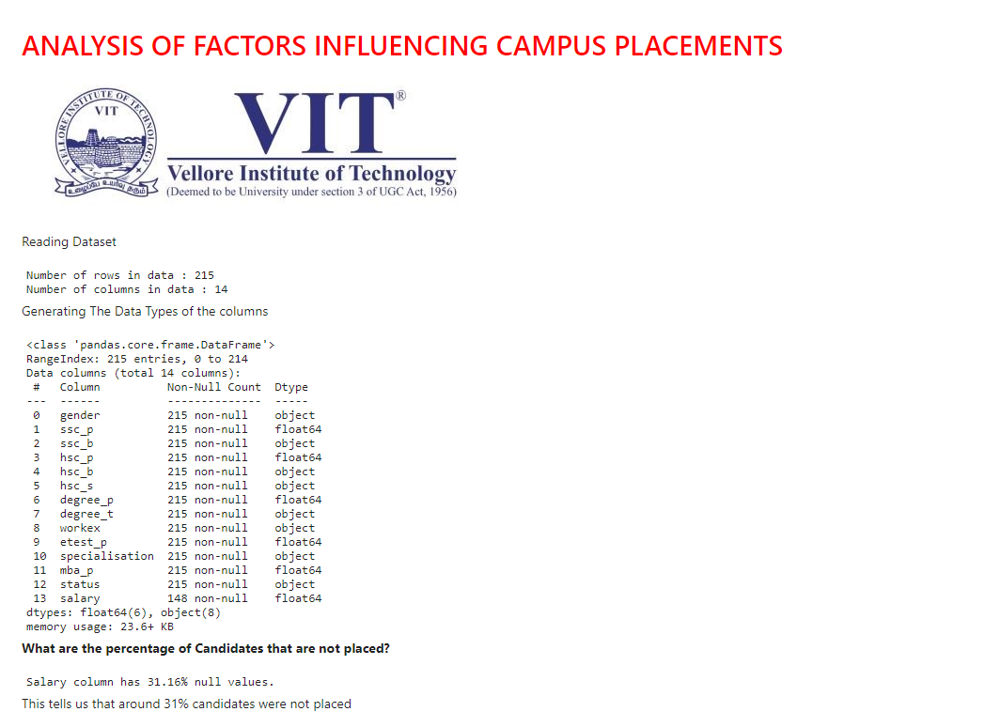 ANALYSIS OF FACTORS INFLUENCING CAMPUS PLACEMENTS
VELLORE INSTITUTE OF TECHNOLOGY
VIT
உழைப்பே உயர்வு தரும்
VIT®
Vellore Institute of Technology
(Deemed to be University under section 3 of UGC Act, 1956)
Reading Dataset
Number of rows in data : 215
Number of columns in data : 14
Generating The Data Types of the columns
<class 'pandas.core.frame.DataFrame'>
RangeIndex: 215 entries, 0 to 214
Data columns (total 14 columns):
 #   Column          Non-Null Count  Dtype
---  ------          --------------  -----
 0   gender          215 non-null    object
 1   ssc_p           215 non-null    float64
 2   ssc_b           215 non-null    object
 3   hsc_p           215 non-null    float64
 4   hsc_b           215 non-null    object
 5   hsc_s           215 non-null    object
 6   degree_p        215 non-null    float64
 7   degree_t        215 non-null    object
 8   workex          215 non-null    object
 9   etest_p         215 non-null    float64
 10  specialisation  215 non-null    object
 11  mba_p           215 non-null    float64
 12  status          215 non-null    object
 13  salary          148 non-null    float64
dtypes: float64(6), object(8)
memory usage: 23.6+ KB
What are the percentage of Candidates that are not placed?
Salary column has 31.16% null values.
This tells us that around 31% candidates were not placed